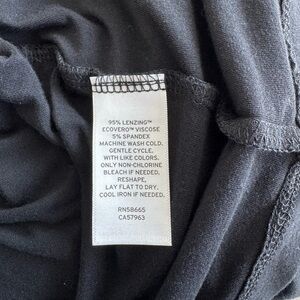 95% LENZING™
ECOVERO™ VISCOSE
5% SPANDEX
MACHINE WASH COLD.
GENTLE CYCLE.
WITH LIKE COLORS.
ONLY NON-CHLORINE
BLEACH IF NEEDED.
RESHAPE,
LAY FLAT TO DRY.
COOL IRON IF NEEDED.
RN58665
CA57963